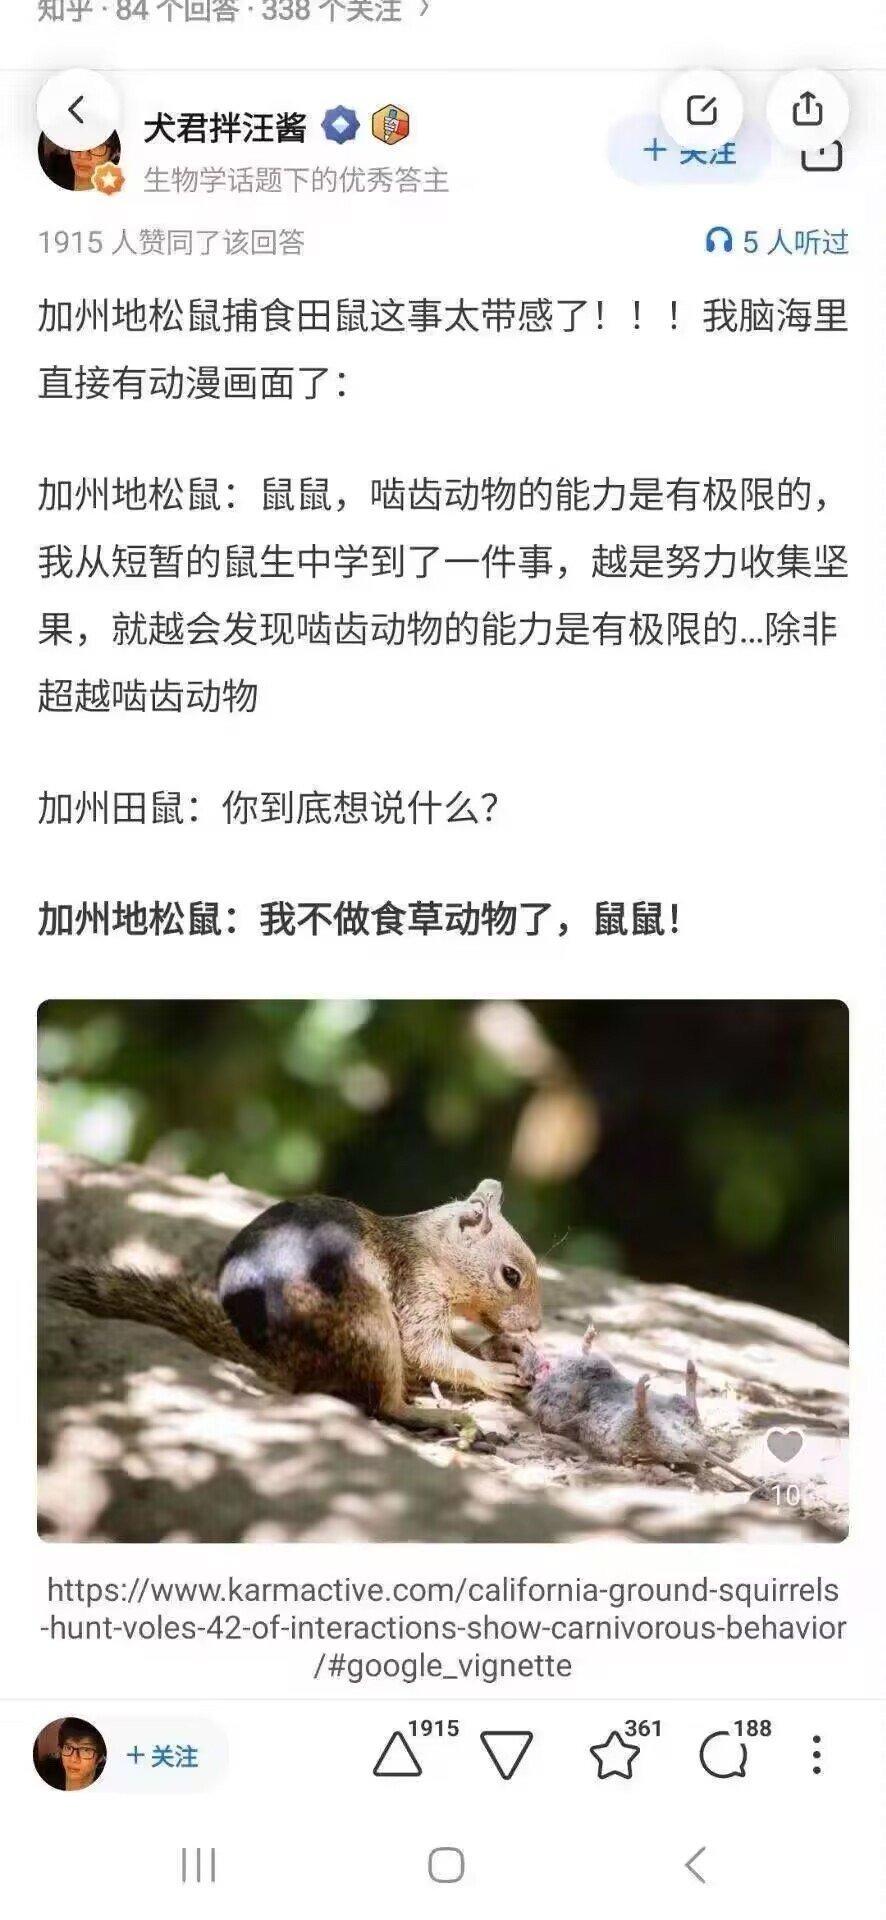 知乎 · 84 个回答 · 338 个关注 >
犬君拌汪酱
+ 关注
生物学话题下的优秀答主
1915 人赞同了该回答
5 人听过
加州地松鼠捕食田鼠这事太带感了！！！我脑海里
直接有动漫画面了：
加州地松鼠：鼠鼠，啮齿动物的能力是有极限的，
我从短暂的鼠生中学到了一件事，越是努力收集坚
果，就越会发现啮齿动物的能力是有极限的...除非
超越啮齿动物
加州田鼠：你到底想说什么？
加州地松鼠：我不做食草动物了，鼠鼠！
10
https://www.karmactive.com/california-ground-squirrels
-hunt-voles-42-of-interactions-show-carnivorous-behavior
/#google_vignette
+ 关注
1915
361
188